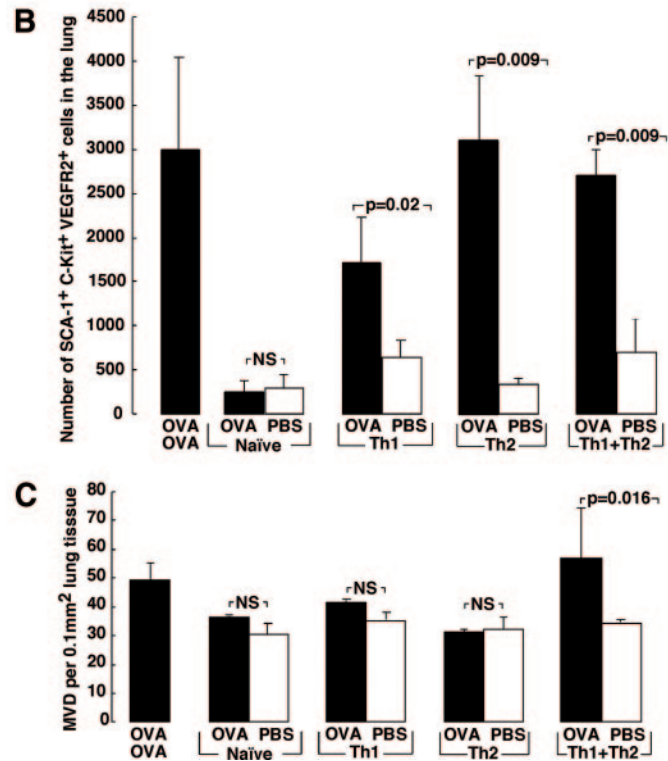 B
Number of SCA-1+ C-Kit+ VEGFR2+ cells in the lung
4500
4000
3500
3000
2500
2000
1500
1000
500
0
NS
p=0.02
p=0.009
p=0.009
OVA OVA PBS OVA PBS OVA PBS OVA PBS
OVA Naïve Th1 Th2 Th1+Th2
C
MVD per 0.1mm2 lung tisssue
80
70
60
50
40
30
20
10
0
NS
NS
NS
p=0.016
OVA OVA PBS OVA PBS OVA PBS OVA PBS
OVA Naïve Th1 Th2 Th1+Th2